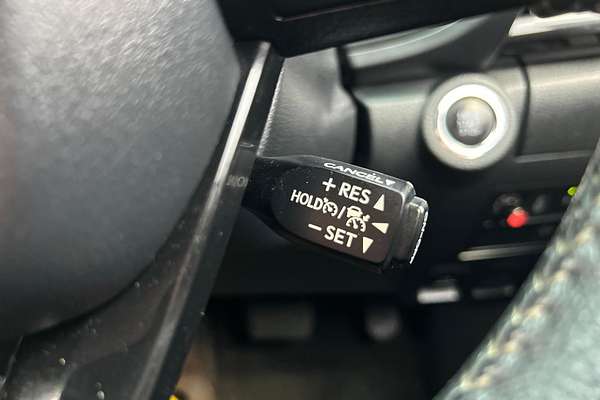 CANCEL▼
+ RES ▲
HOLD /
− SET ▼